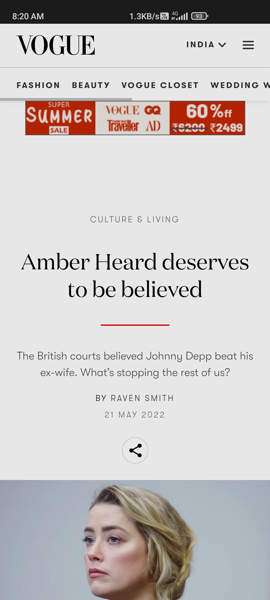 8:20 AM 1.3KB/s 4G 93
VOGUE INDIA
FASHION BEAUTY VOGUE CLOSET WEDDING W
SUPER
SUMMER
SALE
VOGUE GQ
Traveller AD
60% off
₹6200 ₹2499
CULTURE & LIVING
Amber Heard deserves
to be believed
The British courts believed Johnny Depp beat his
ex-wife. What's stopping the rest of us?
BY RAVEN SMITH
21 MAY 2022